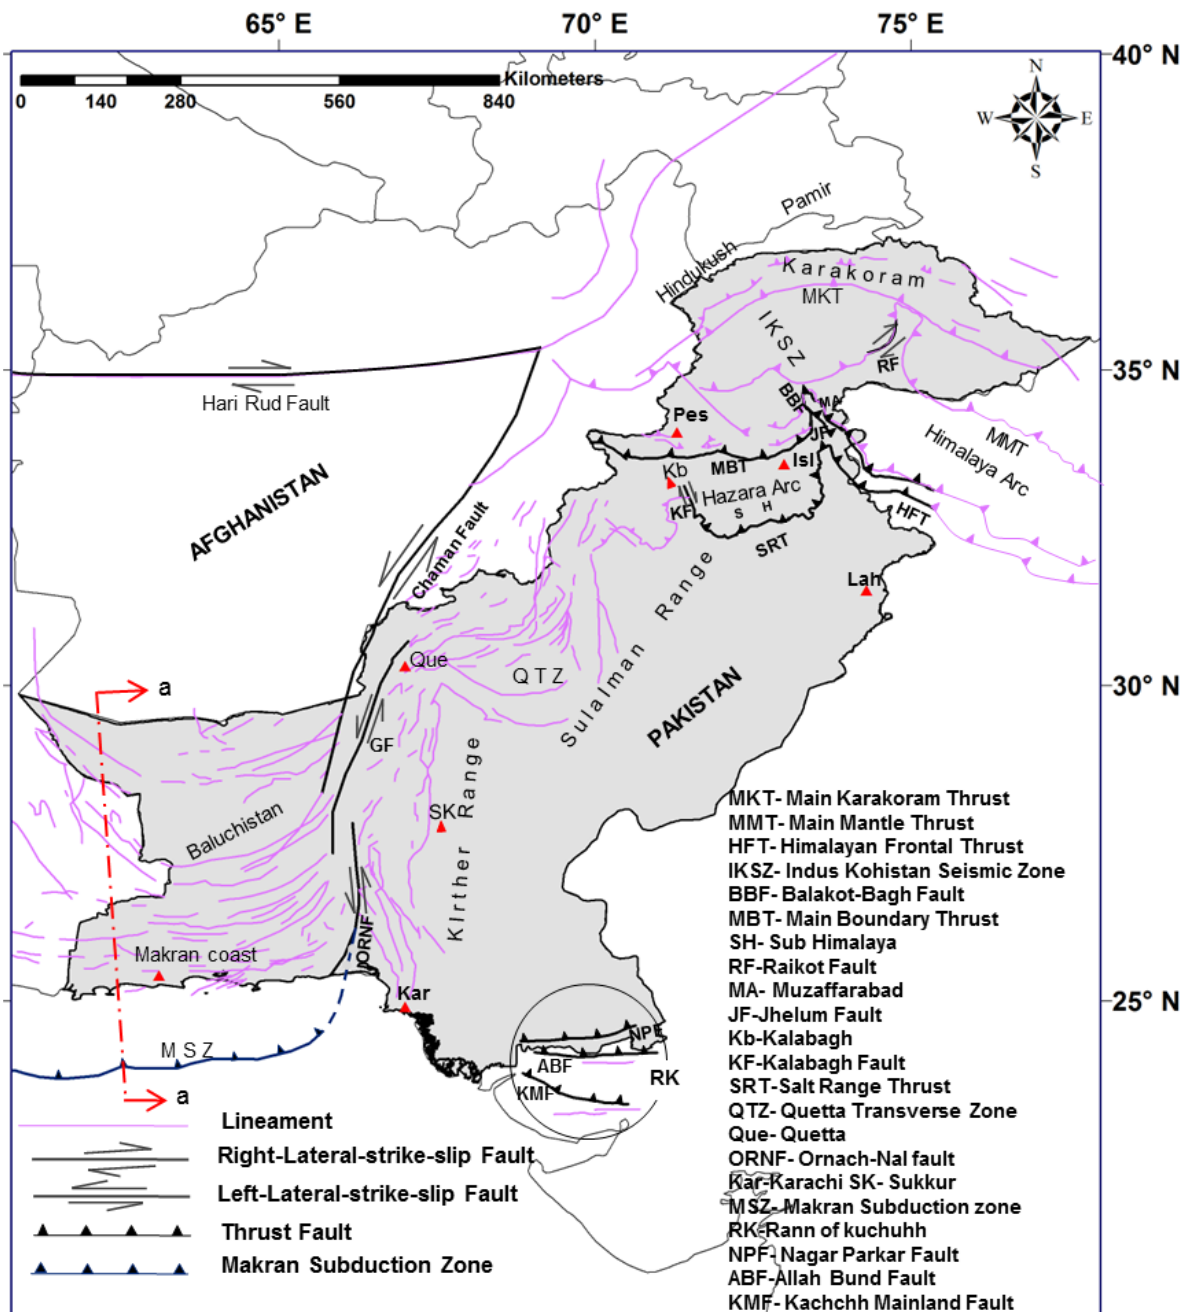 65° E 70° E 75° E
40° N
Kilometers
0 140 280 560 840
N
W E
S
Pamir
Hindukush
Karakoram
MKT
IKSZ
35° N
RF
Hari Rud Fault
BBF
MA
Pes
JF
MMT
Himalaya Arc
MBT
Isl
Kb
Hazara Arc
KF
S H
HFT
SRT
AFGHANISTAN
Chaman Fault
Lah
Que
QTZ
Sulalman Range
PAKISTAN
30° N
a
GF
SK
KIrther Range
Baluchistan
ORNF
Makran coast
Kar
25° N
MSZ
NPF
ABF
RK
KMF
a
MKT- Main Karakoram Thrust
MMT- Main Mantle Thrust
HFT- Himalayan Frontal Thrust
IKSZ- Indus Kohistan Seismic Zone
BBF- Balakot-Bagh Fault
MBT- Main Boundary Thrust
SH- Sub Himalaya
RF-Raikot Fault
MA- Muzaffarabad
JF-Jhelum Fault
Kb-Kalabagh
KF-Kalabagh Fault
SRT-Salt Range Thrust
QTZ- Quetta Transverse Zone
Que- Quetta
ORNF- Ornach-Nal fault
Kar-Karachi SK- Sukkur
MSZ- Makran Subduction zone
RK-Rann of kuchuhh
NPF- Nagar Parkar Fault
ABF-Allah Bund Fault
KMF- Kachchh Mainland Fault
Lineament
Right-Lateral-strike-slip Fault
Left-Lateral-strike-slip Fault
Thrust Fault
Makran Subduction Zone